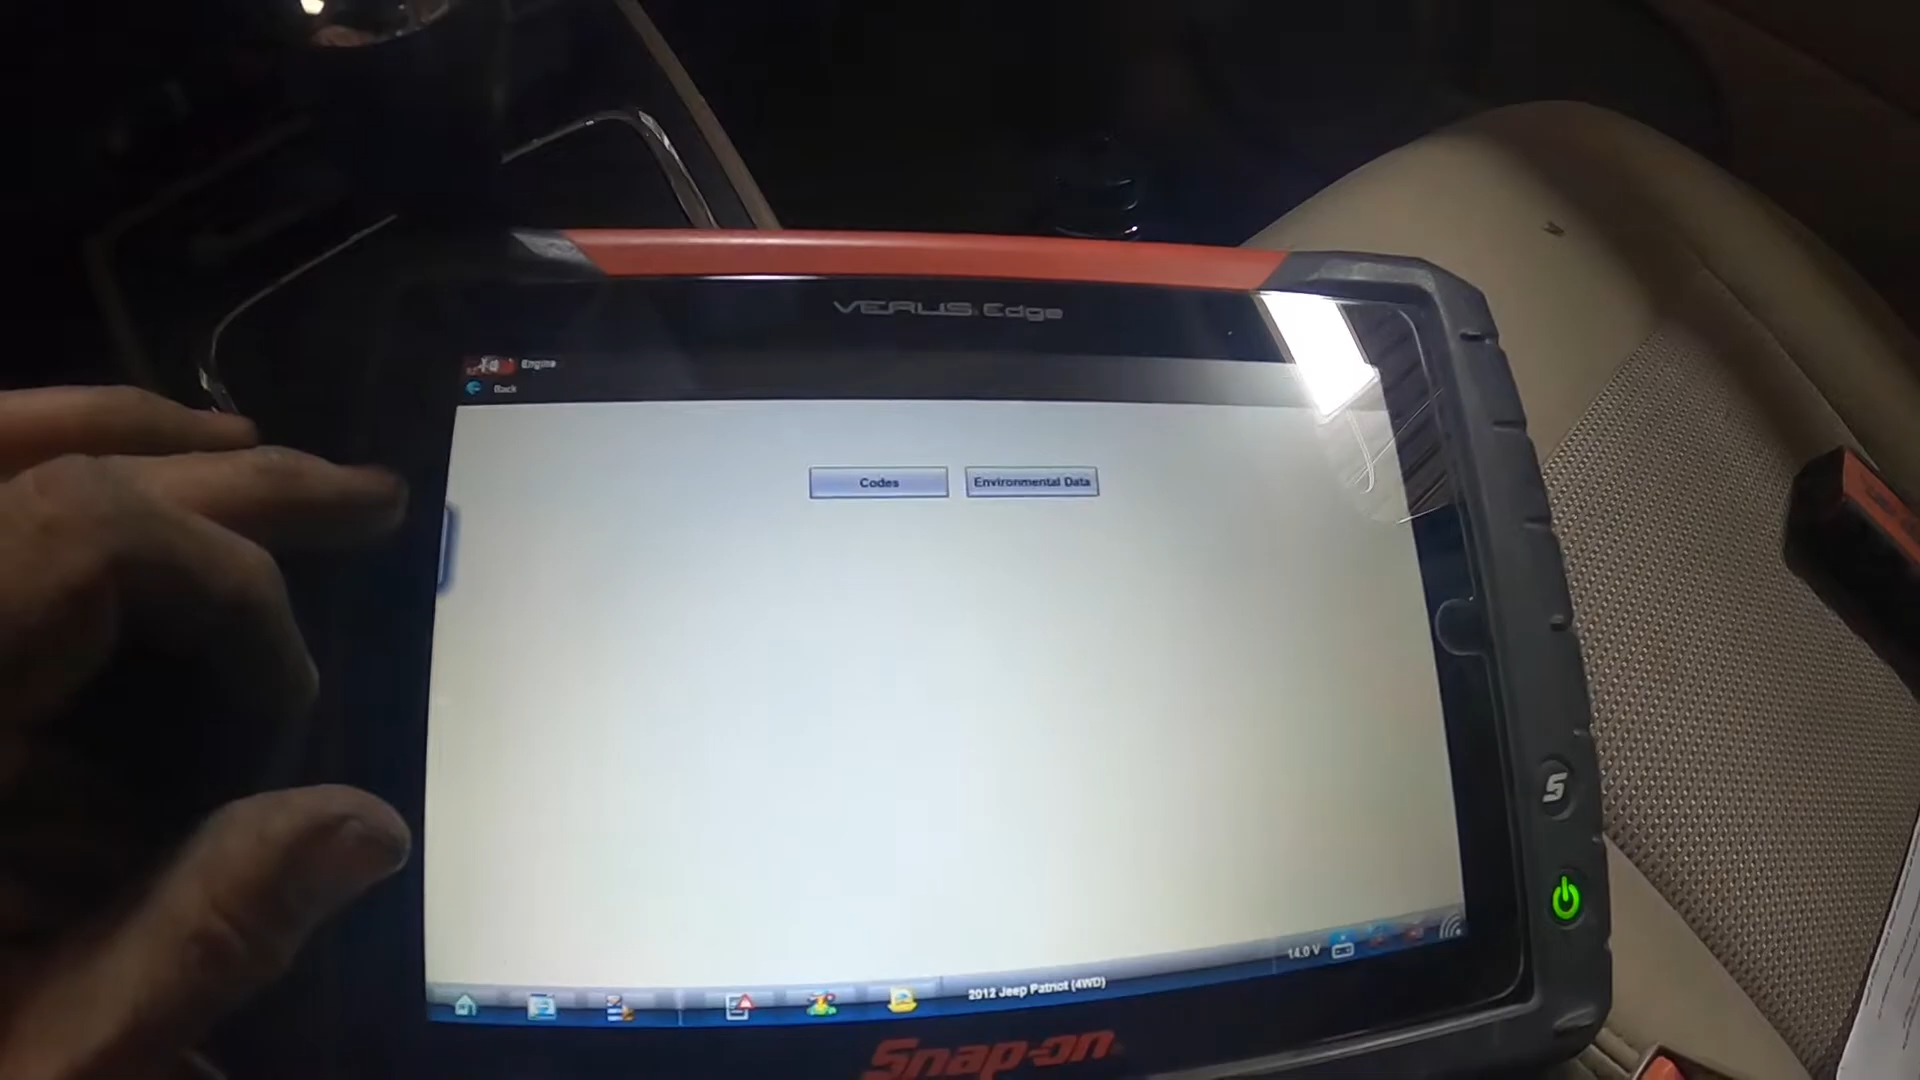 VERUS Edge
Engine
Back
Codes
Environmental Data
14.0 V
2012 Jeep Patriot (4WD)
S
Snap-on